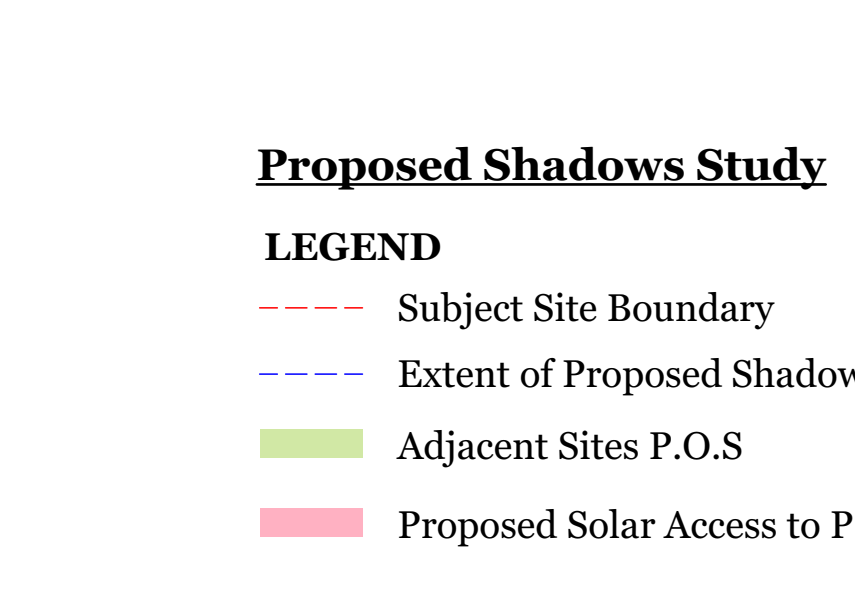 Proposed Shadows Study
LEGEND
Subject Site Boundary
Extent of Proposed Shadow
Adjacent Sites P.O.S
Proposed Solar Access to P